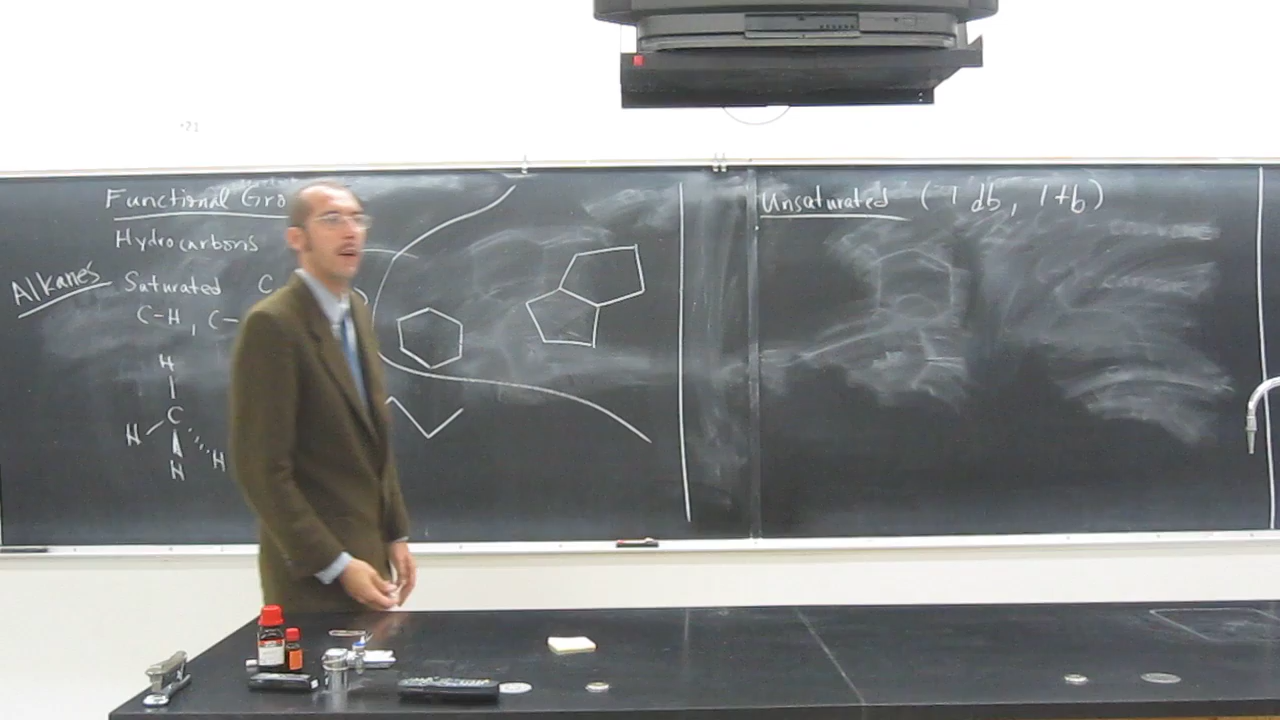 Functional Gro
Hydrocarbons
Alkanes
Saturated C
C-H, C-
H
C
H
H
H
Unsaturated (1 db, 1 tb)